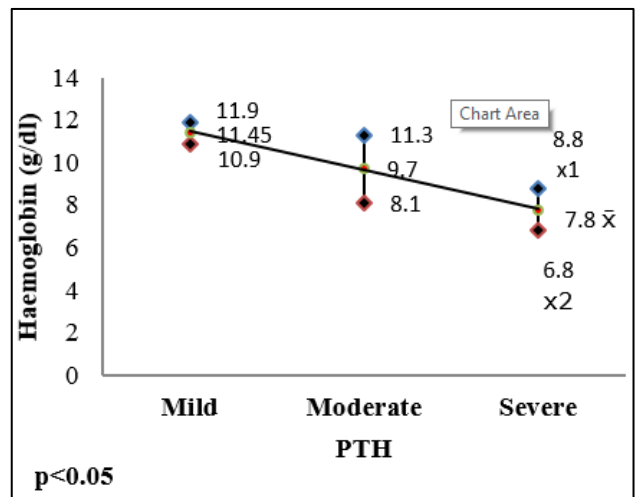 Haemoglobin (g/dl)
14
12
10
8
6
4
2
0
11.9
11.45
10.9
11.3
9.7
8.1
Chart Area
8.8
x1
7.8 x̄
6.8
x2
Mild Moderate Severe
PTH
p<0.05